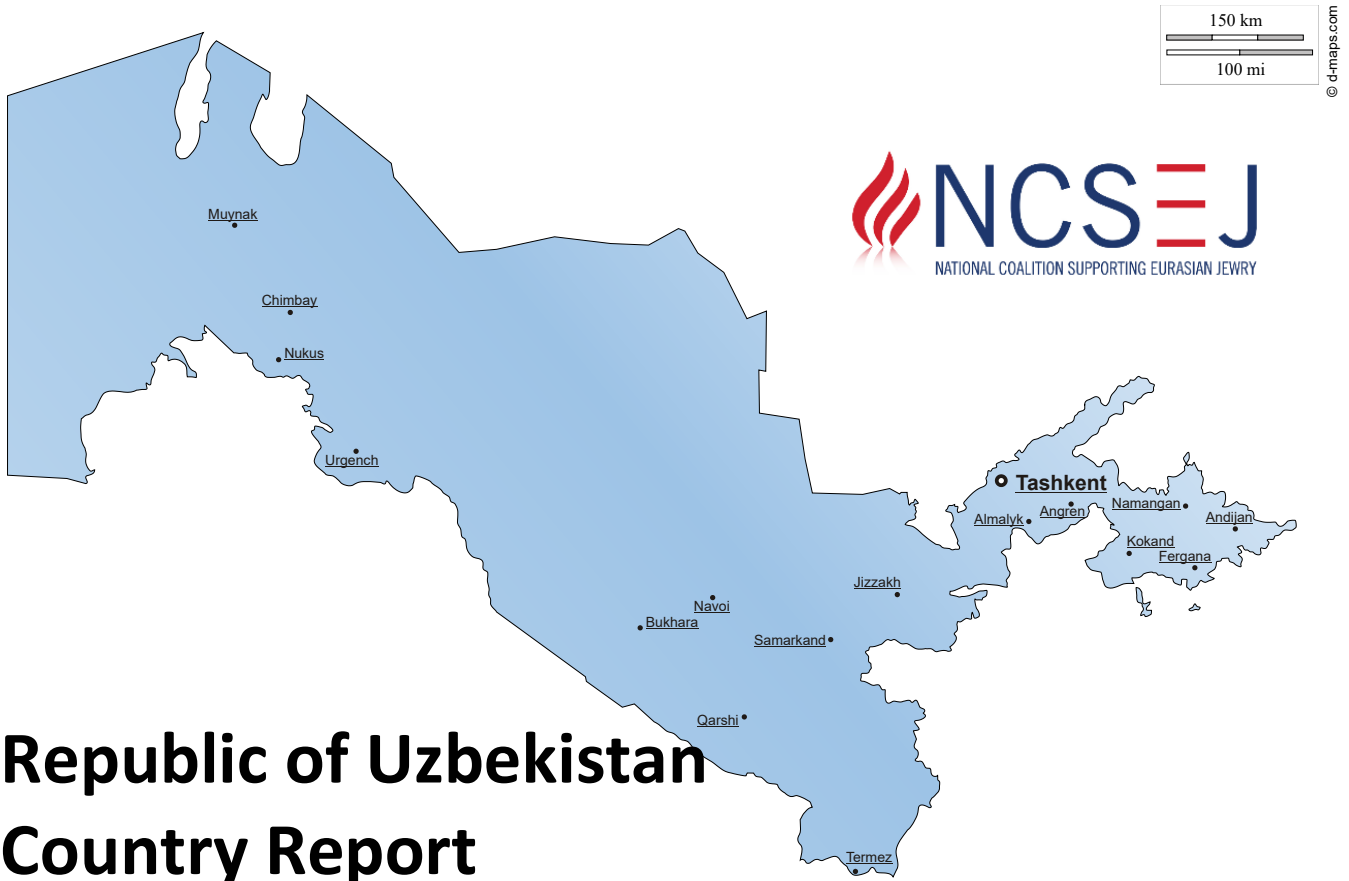 150 km
100 mi
© d-maps.com
NCSEJ
NATIONAL COALITION SUPPORTING EURASIAN JEWRY
Muynak
Chimbay
Nukus
Urgench
Tashkent
Namangan
Angren
Almalyk
Andijan
Kokand
Fergana
Jizzakh
Navoi
Bukhara
Samarkand
Qarshi
Republic of Uzbekistan
Country Report
Termez